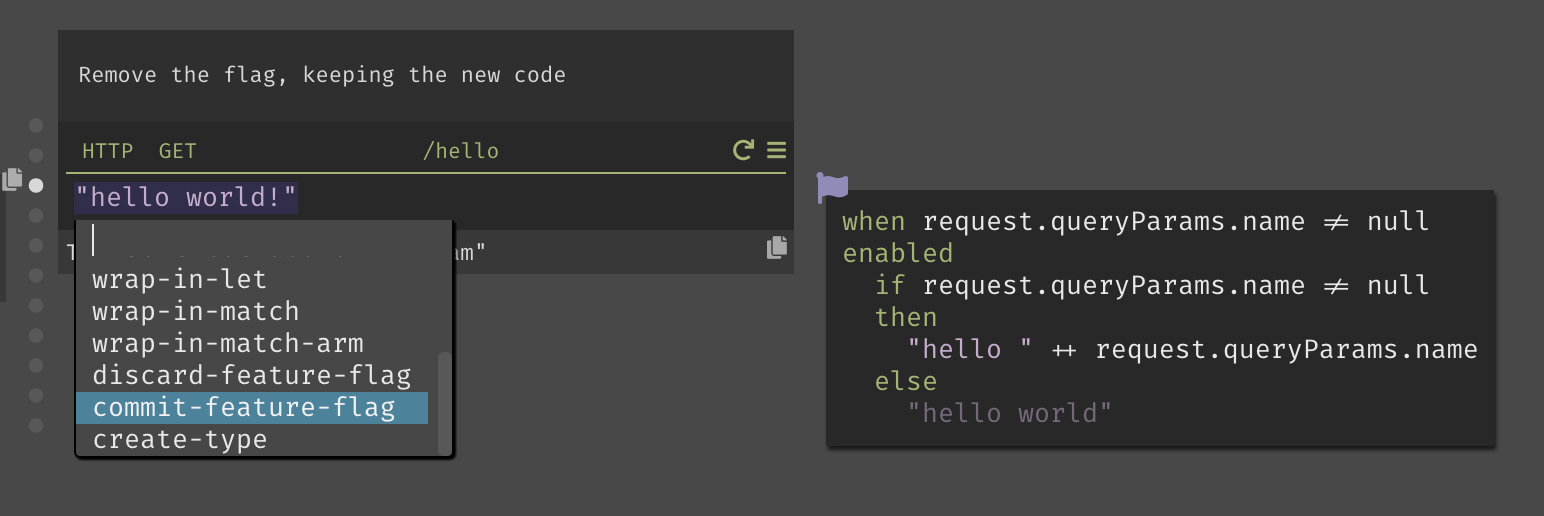 Remove the flag, keeping the new code
HTTP GET /hello
"hello world!"
am"
wrap-in-let
wrap-in-match
wrap-in-match-arm
discard-feature-flag
commit-feature-flag
create-type
when request.queryParams.name ≠ null
enabled
if request.queryParams.name ≠ null
then
"hello " ++ request.queryParams.name
else
"hello world"